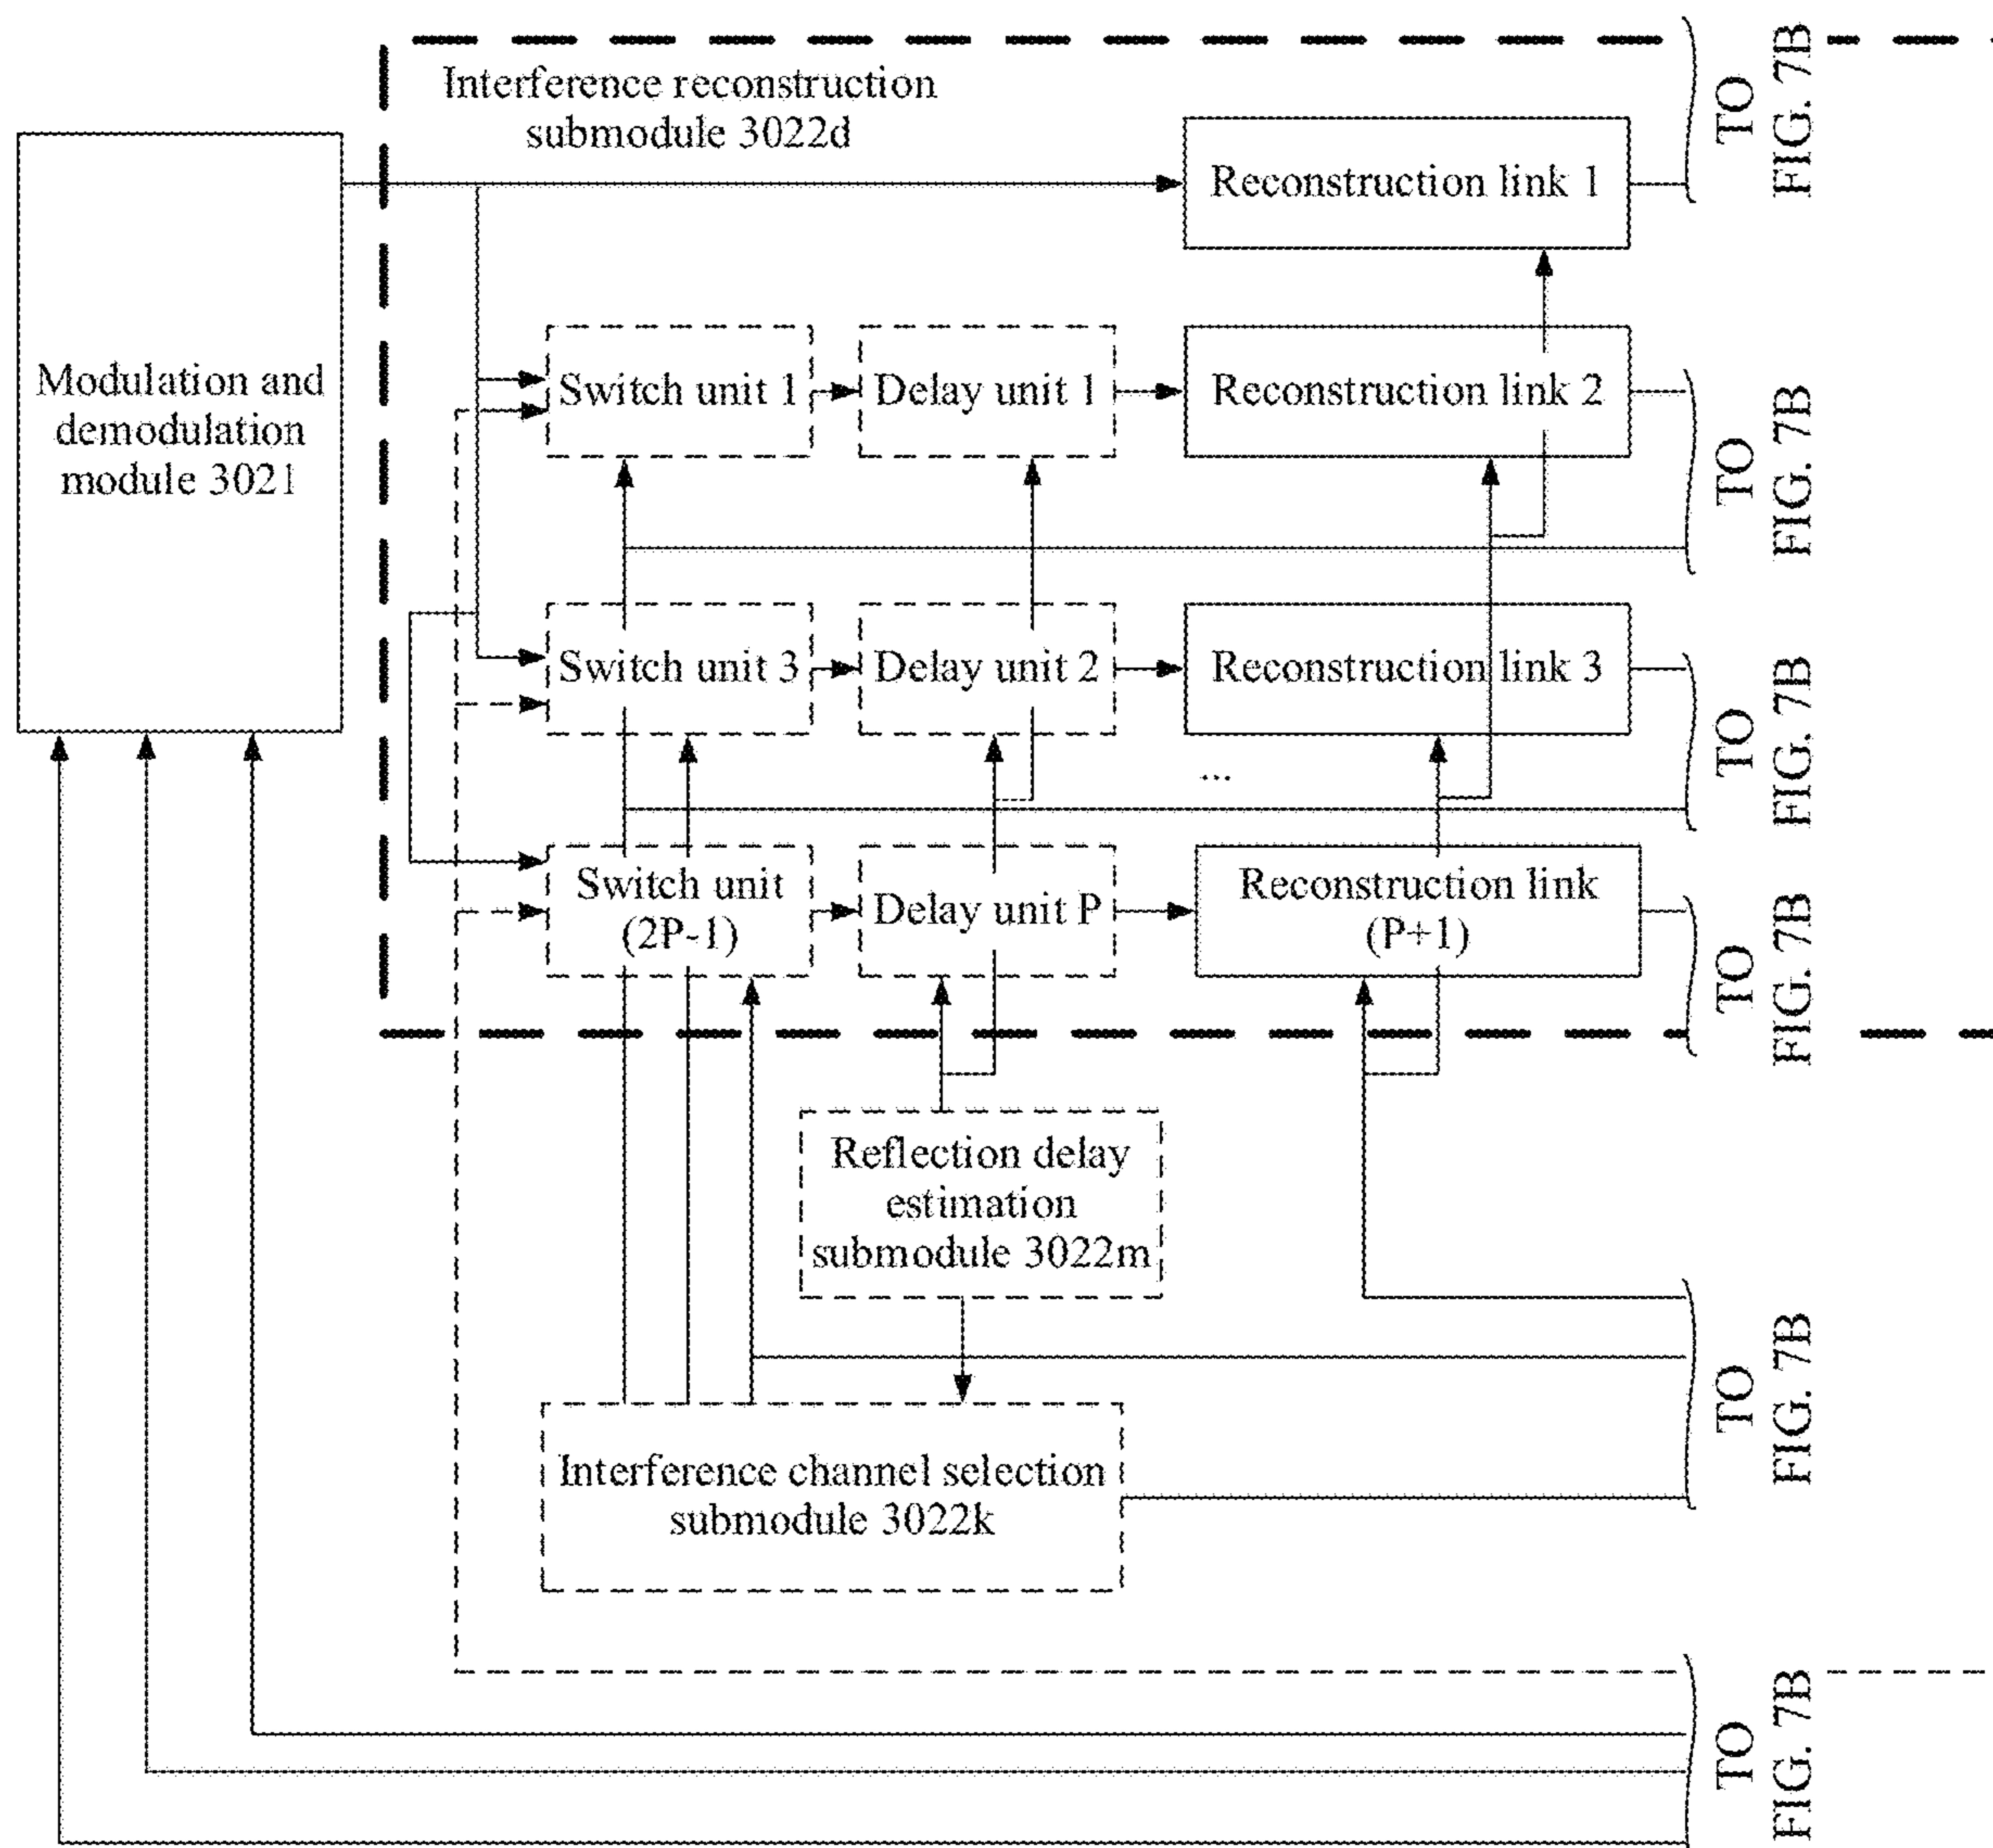 Interference reconstruction
submodule 3022d
Modulation and
demodulation
module 3021
Reconstruction link 1
Switch unit 1
Delay unit 1
Reconstruction link 2
Switch unit 3
Delay unit 2
Reconstruction link 3
...
Switch unit
(2P-1)
Delay unit P
Reconstruction link
(P+1)
Reflection delay
estimation
submodule 3022m
Interference channel selection
submodule 3022k
TO
FIG. 7B
TO
FIG. 7B
TO
FIG. 7B
TO
FIG. 7B
TO
FIG. 7B
TO
FIG. 7B